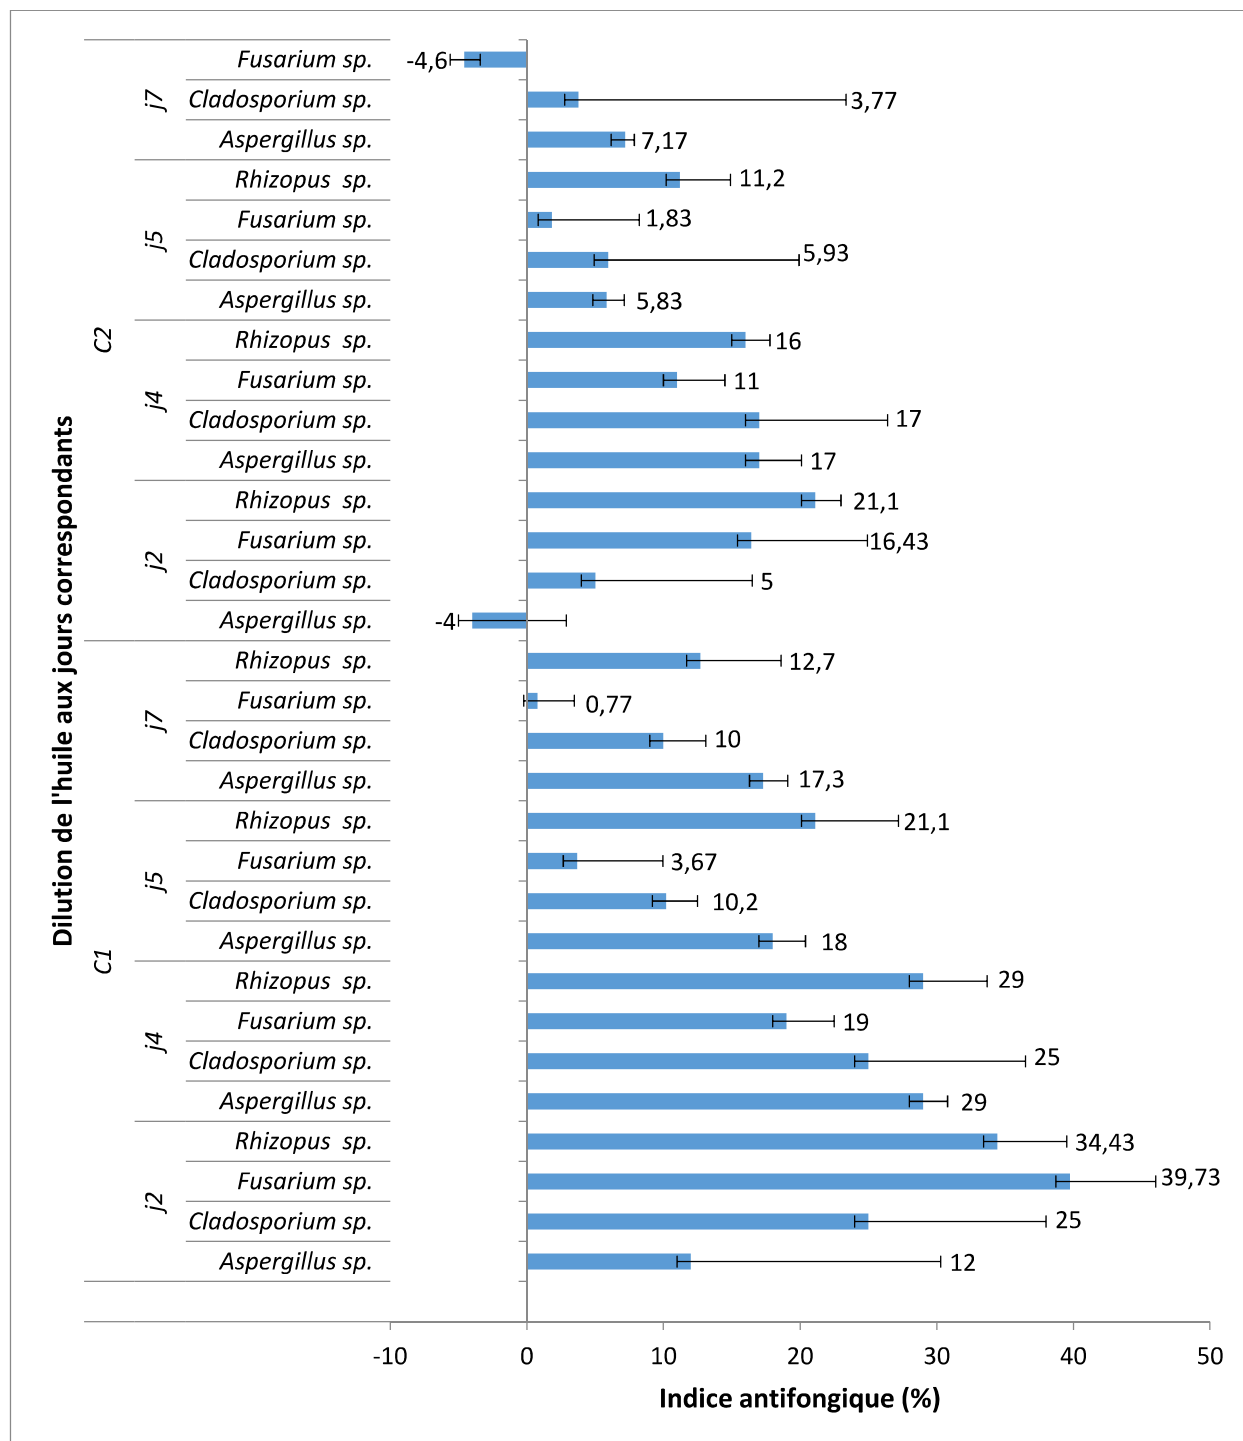 Dilution de l'huile aux jours correspondants
C2
j7
Fusarium sp. -4,6
Cladosporium sp. 3,77
Aspergillus sp. 7,17
j5
Rhizopus sp. 11,2
Fusarium sp. 1,83
Cladosporium sp. 5,93
Aspergillus sp. 5,83
j4
Rhizopus sp. 16
Fusarium sp. 11
Cladosporium sp. 17
Aspergillus sp. 17
j2
Rhizopus sp. 21,1
Fusarium sp. 16,43
Cladosporium sp. 5
Aspergillus sp. -4
C1
j7
Rhizopus sp. 12,7
Fusarium sp. 0,77
Cladosporium sp. 10
Aspergillus sp. 17,3
j5
Rhizopus sp. 21,1
Fusarium sp. 3,67
Cladosporium sp. 10,2
Aspergillus sp. 18
j4
Rhizopus sp. 29
Fusarium sp. 19
Cladosporium sp. 25
Aspergillus sp. 29
j2
Rhizopus sp. 34,43
Fusarium sp. 39,73
Cladosporium sp. 25
Aspergillus sp. 12
-10 0 10 20 30 40 50
Indice antifongique (%)